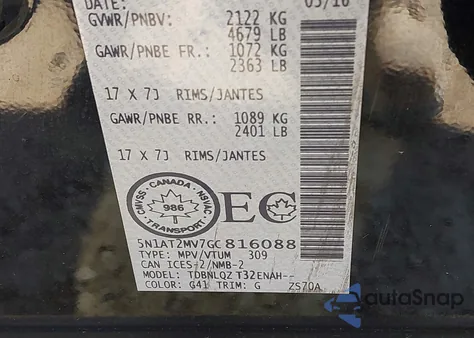 DATE: 05/16
GVWR/PNBV: 2122 KG
4679 LB
GAWR/PNBE FR.: 1072 KG
2363 LB
17 X 7J RIMS/JANTES
GAWR/PNBE RR.: 1089 KG
2401 LB
17 X 7J RIMS/JANTES
CMVSS - CANADA - NSVAC
986
TRANSPORT
EC
5N1AT2MV7GC816088
TYPE: MPV/VTUM 309
CAN ICES-2/NMB-2
MODEL: TDBNLQZ T32ENAH--
COLOR: G41 TRIM: G ZS70A
autoSnap